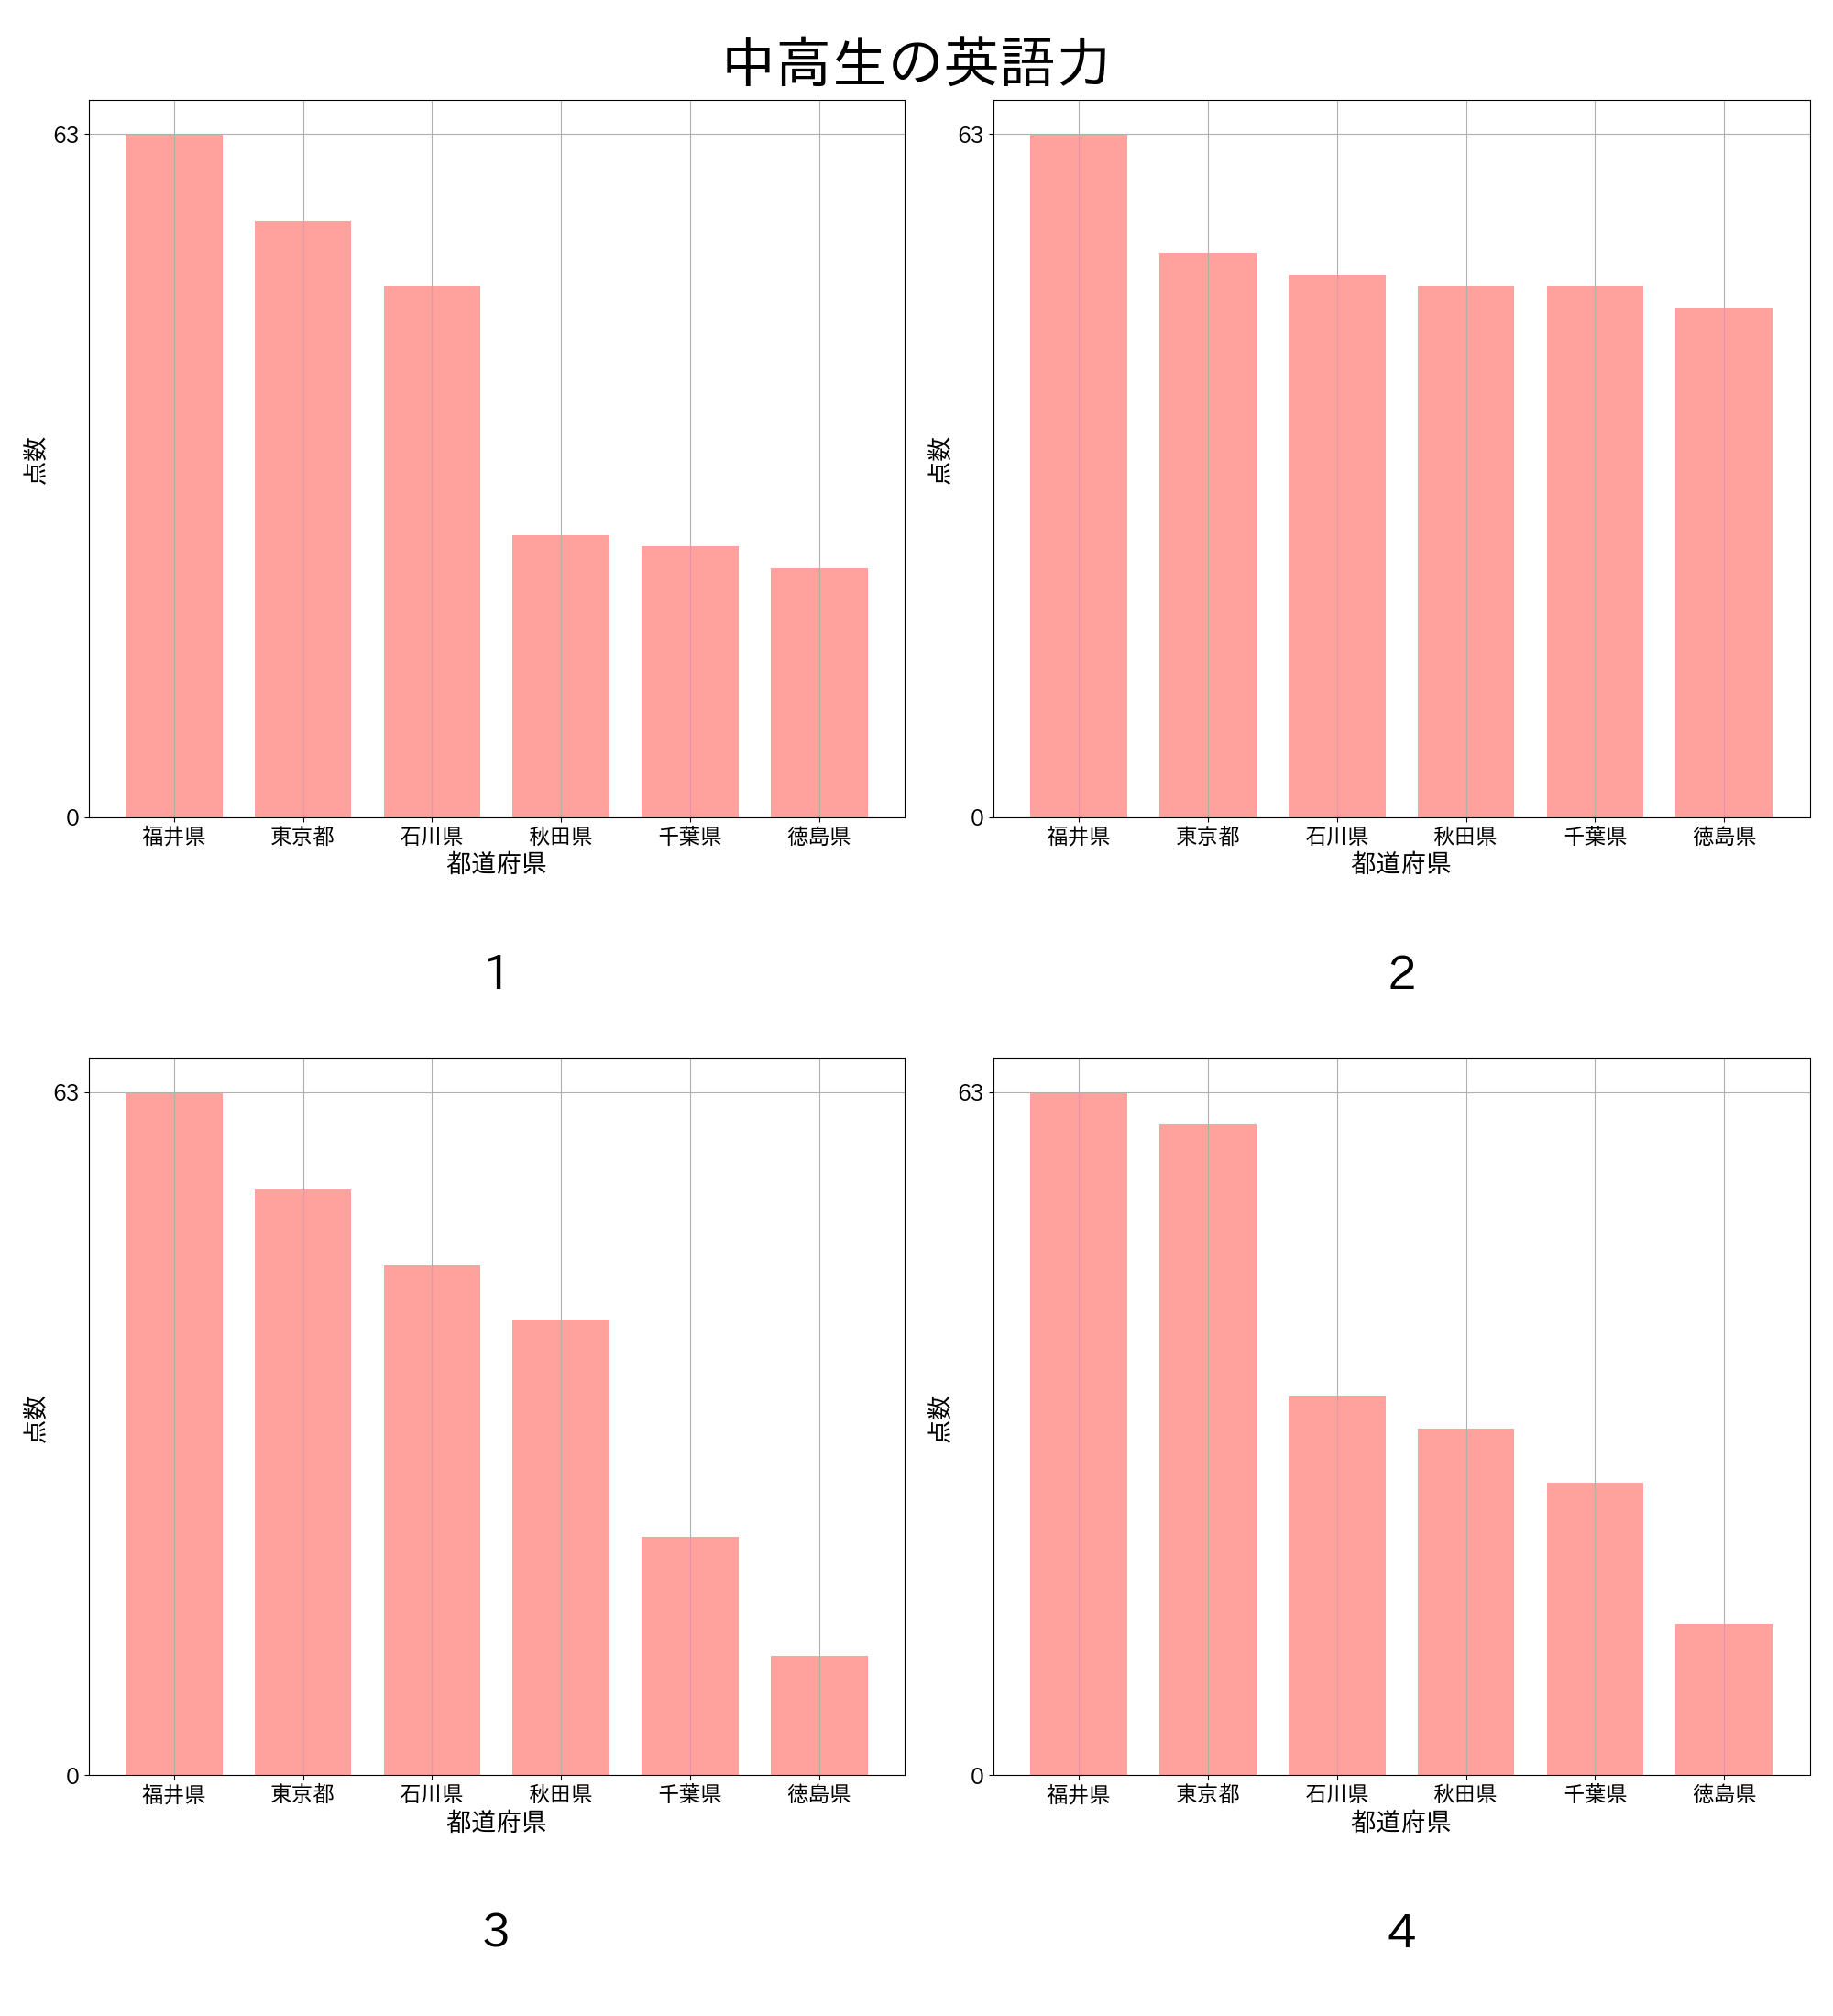 中高生の英語力
63
0
点数
福井県 東京都 石川県 秋田県 千葉県 徳島県
都道府県
1
63
0
点数
福井県 東京都 石川県 秋田県 千葉県 徳島県
都道府県
2
63
0
点数
福井県 東京都 石川県 秋田県 千葉県 徳島県
都道府県
3
63
0
点数
福井県 東京都 石川県 秋田県 千葉県 徳島県
都道府県
4